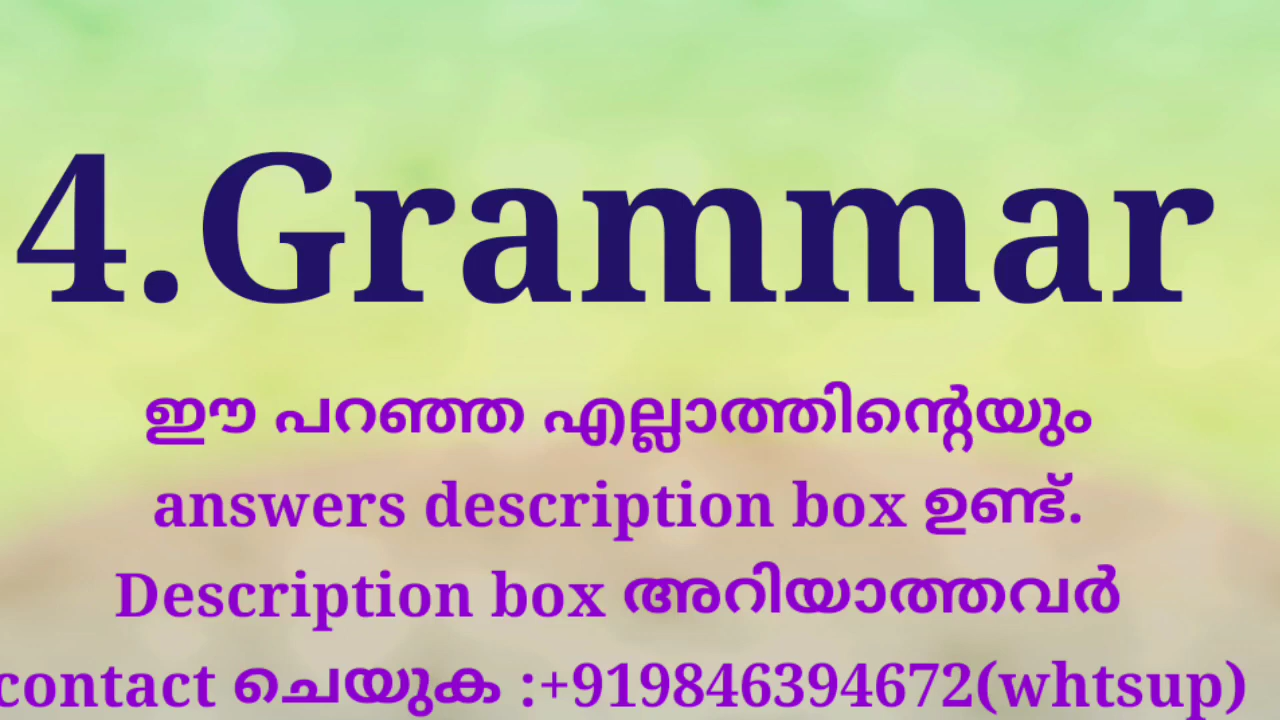 4.Grammar
ഈ പറഞ്ഞ എല്ലാത്തിന്റെയും
answers description box ഉണ്ട്.
Description box അറിയാത്തവർ
contact ചെയുക :+919846394672(whtsup)